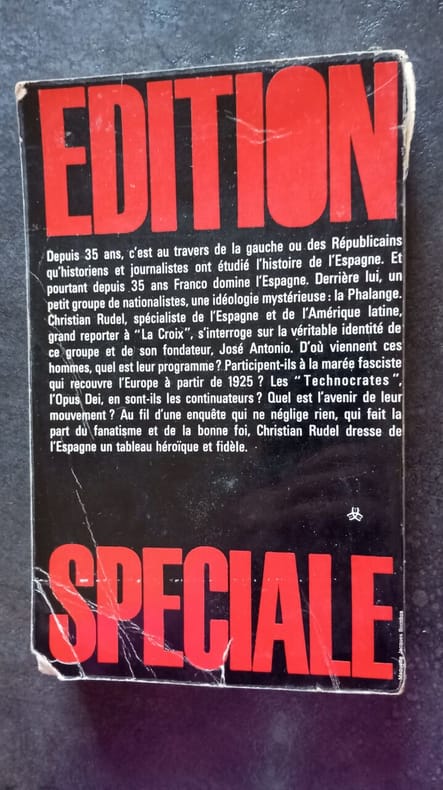 EDITION
Depuis 35 ans, c'est au travers de la gauche ou des Républicains
qu'historiens et journalistes ont étudié l'histoire de l'Espagne. Et
pourtant depuis 35 ans Franco domine l'Espagne. Derrière lui, un
petit groupe de nationalistes, une idéologie mystérieuse : la Phalange.
Christian Rudel, spécialiste de l'Espagne et de l'Amérique latine,
grand reporter à "La Croix", s'interroge sur la véritable identité de
ce groupe et de son fondateur, José Antonio. D'où viennent ces
hommes, quel est leur programme ? Participent-ils à la marée fasciste
qui recouvre l'Europe à partir de 1925 ? Les "Technocrates",
l'Opus Dei, en sont-ils les continuateurs ? Quel est l'avenir de leur
mouvement ? Au fil d'une enquête qui ne néglige rien, qui fait la
part du fanatisme et de la bonne foi, Christian Rudel dresse de
l'Espagne un tableau héroïque et fidèle.
SPECIALE
Maquette Jacques